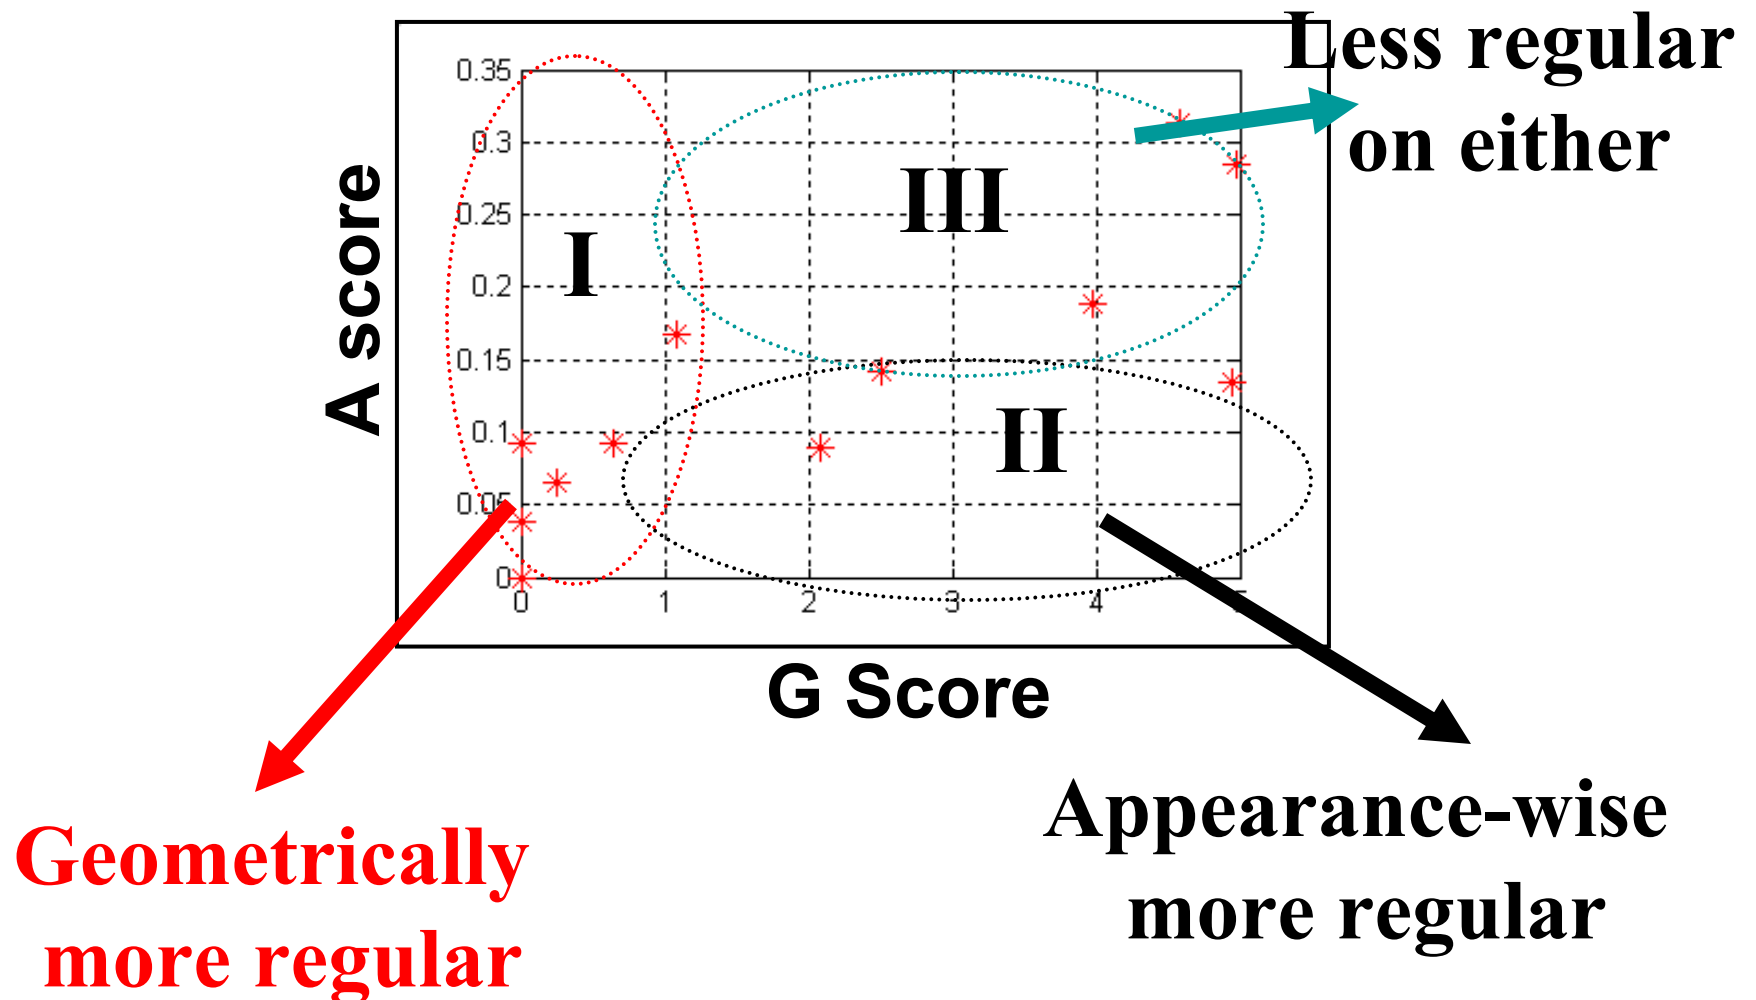 Less regular
on either
0.35
0.3
0.25
0.2
0.15
0.1
0.05
0
A score
I
III
II
0 1 2 3 4 5
G Score
Geometrically
more regular
Appearance-wise
more regular